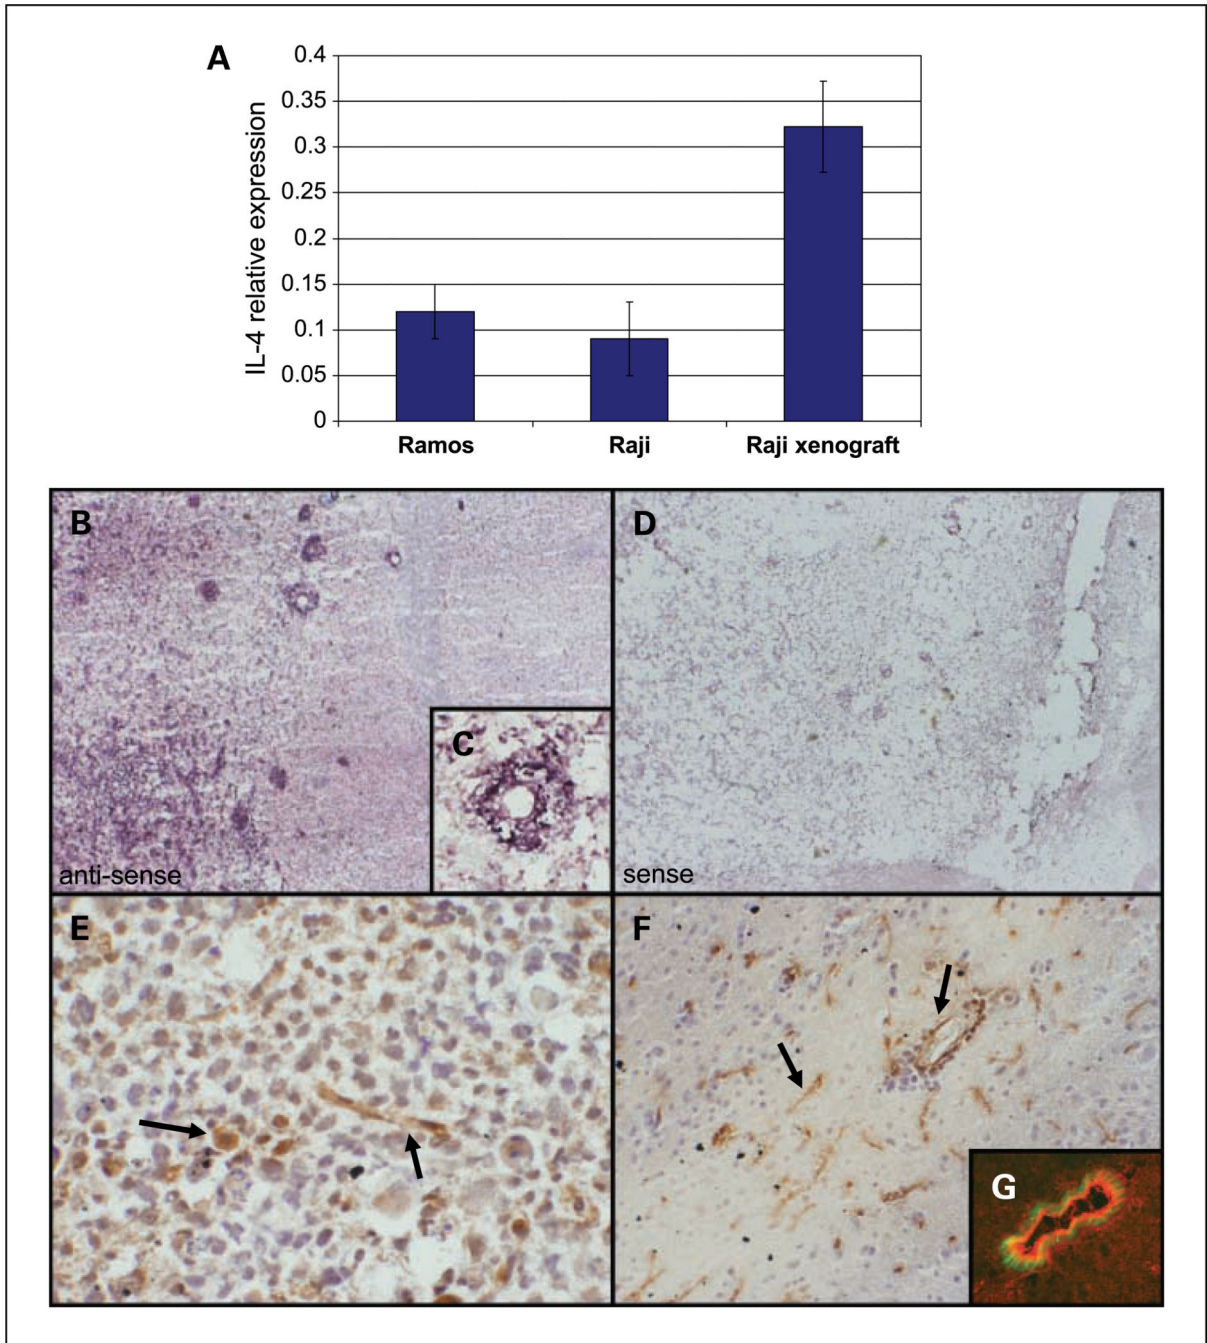 A
IL-4 relative expression
0.4
0.35
0.3
0.25
0.2
0.15
0.1
0.05
0
Ramos Raji Raji xenograft
B
C
anti-sense
D
sense
E
F
G